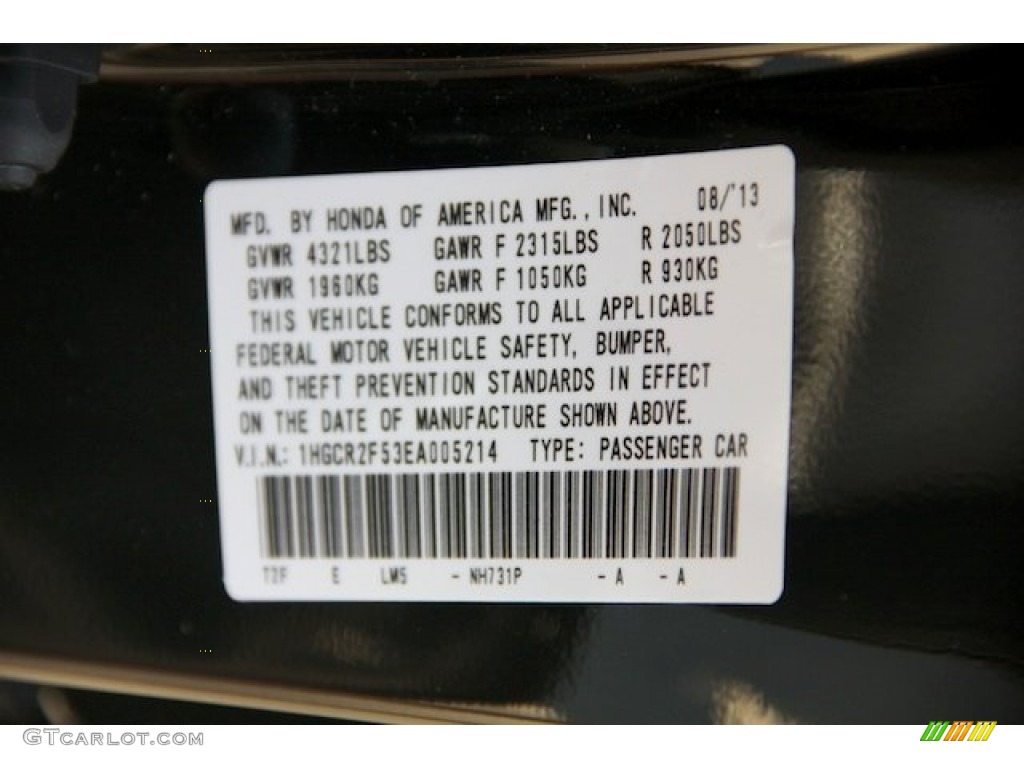 MFD. BY HONDA OF AMERICA MFG., INC. 08/'13
GVWR 4321LBS GAWR F 2315LBS R 2050LBS
GVWR 1960KG GAWR F 1050KG R 930KG
THIS VEHICLE CONFORMS TO ALL APPLICABLE
FEDERAL MOTOR VEHICLE SAFETY, BUMPER,
AND THEFT PREVENTION STANDARDS IN EFFECT
ON THE DATE OF MANUFACTURE SHOWN ABOVE.
V.I.N.: 1HGCR2F53EA005214 TYPE: PASSENGER CAR
T2F E LM5 - NH731P - A - A
GTCARLOT.COM